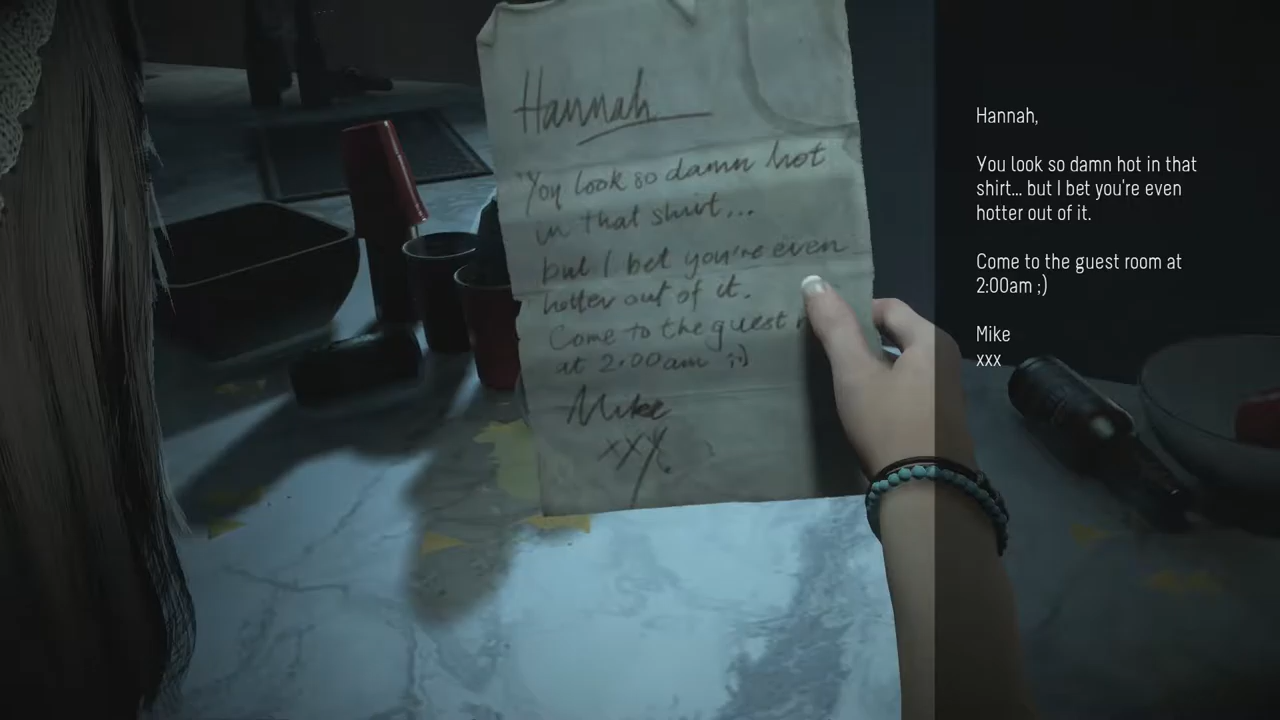 Hannah
You look so damn hot
in that shirt...
but I bet you're even
hotter out of it.
Come to the guest
at 2:00am ;)
Mike
xxx
Hannah,
You look so damn hot in that
shirt... but I bet you're even
hotter out of it.
Come to the guest room at
2:00am ;)
Mike
xxx